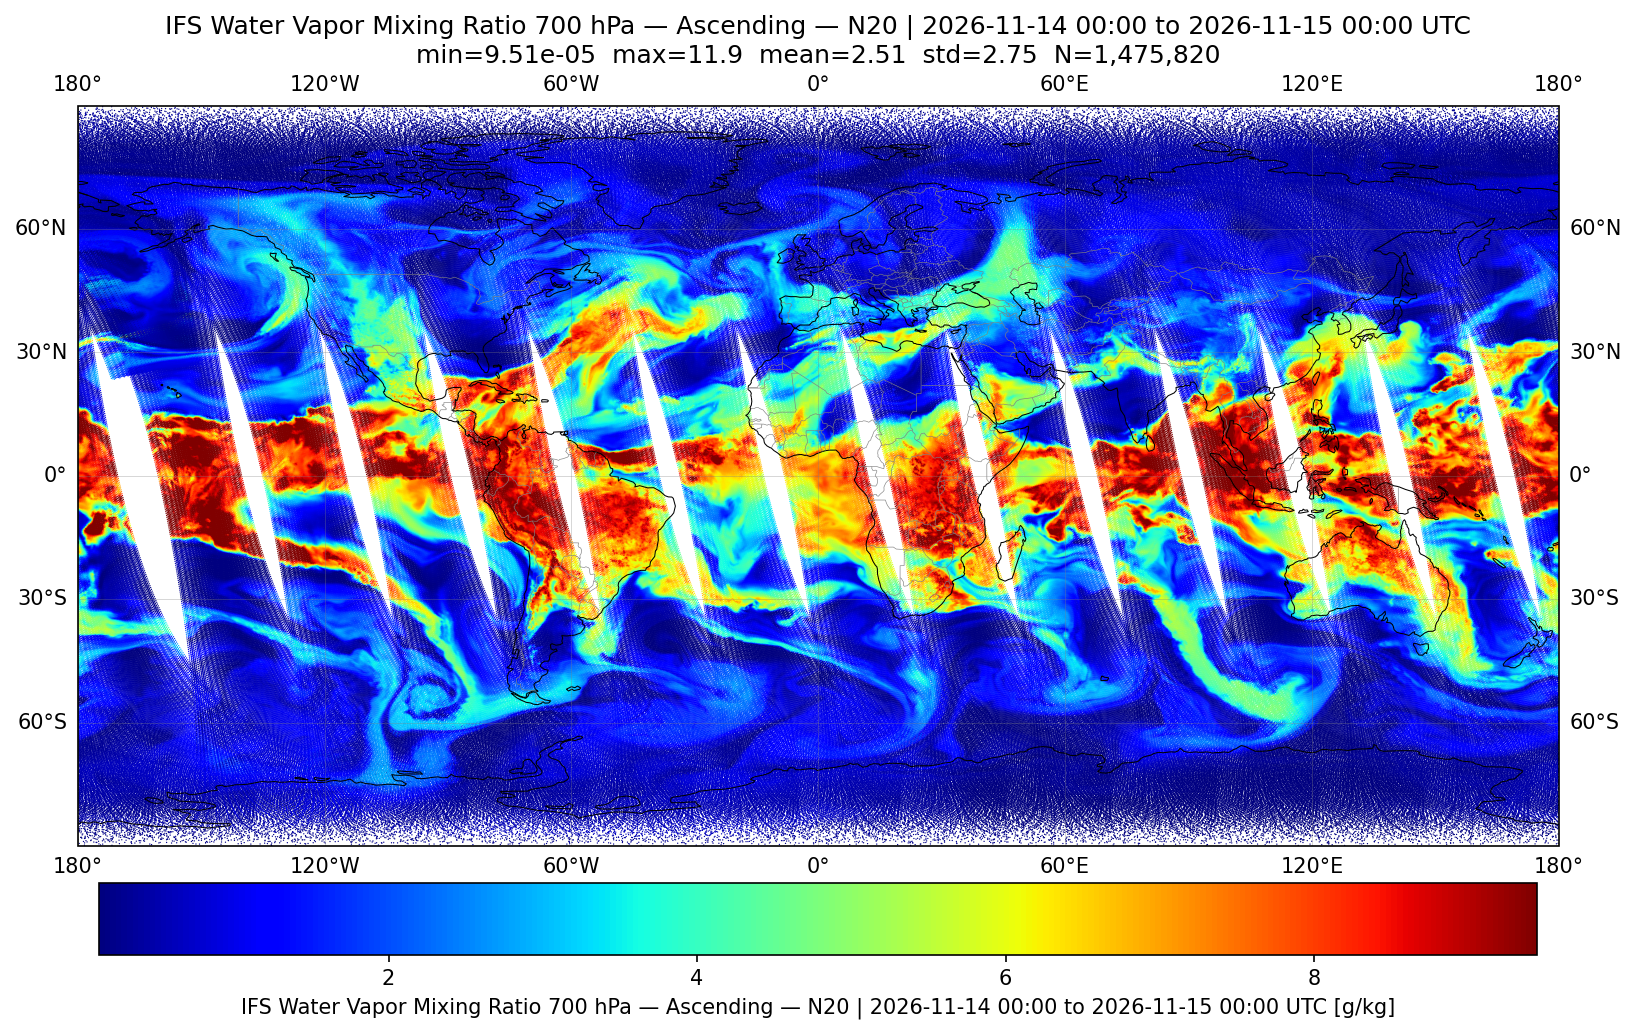 IFS Water Vapor Mixing Ratio 700 hPa — Ascending — N20 | 2026-11-14 00:00 to 2026-11-15 00:00 UTC
min=9.51e-05 max=11.9 mean=2.51 std=2.75 N=1,475,820
180° 120°W 60°W 0° 60°E 120°E 180°
60°N 60°N
30°N 30°N
0° 0°
30°S 30°S
60°S 60°S
180° 120°W 60°W 0° 60°E 120°E 180°
2 4 6 8
IFS Water Vapor Mixing Ratio 700 hPa — Ascending — N20 | 2026-11-14 00:00 to 2026-11-15 00:00 UTC [g/kg]